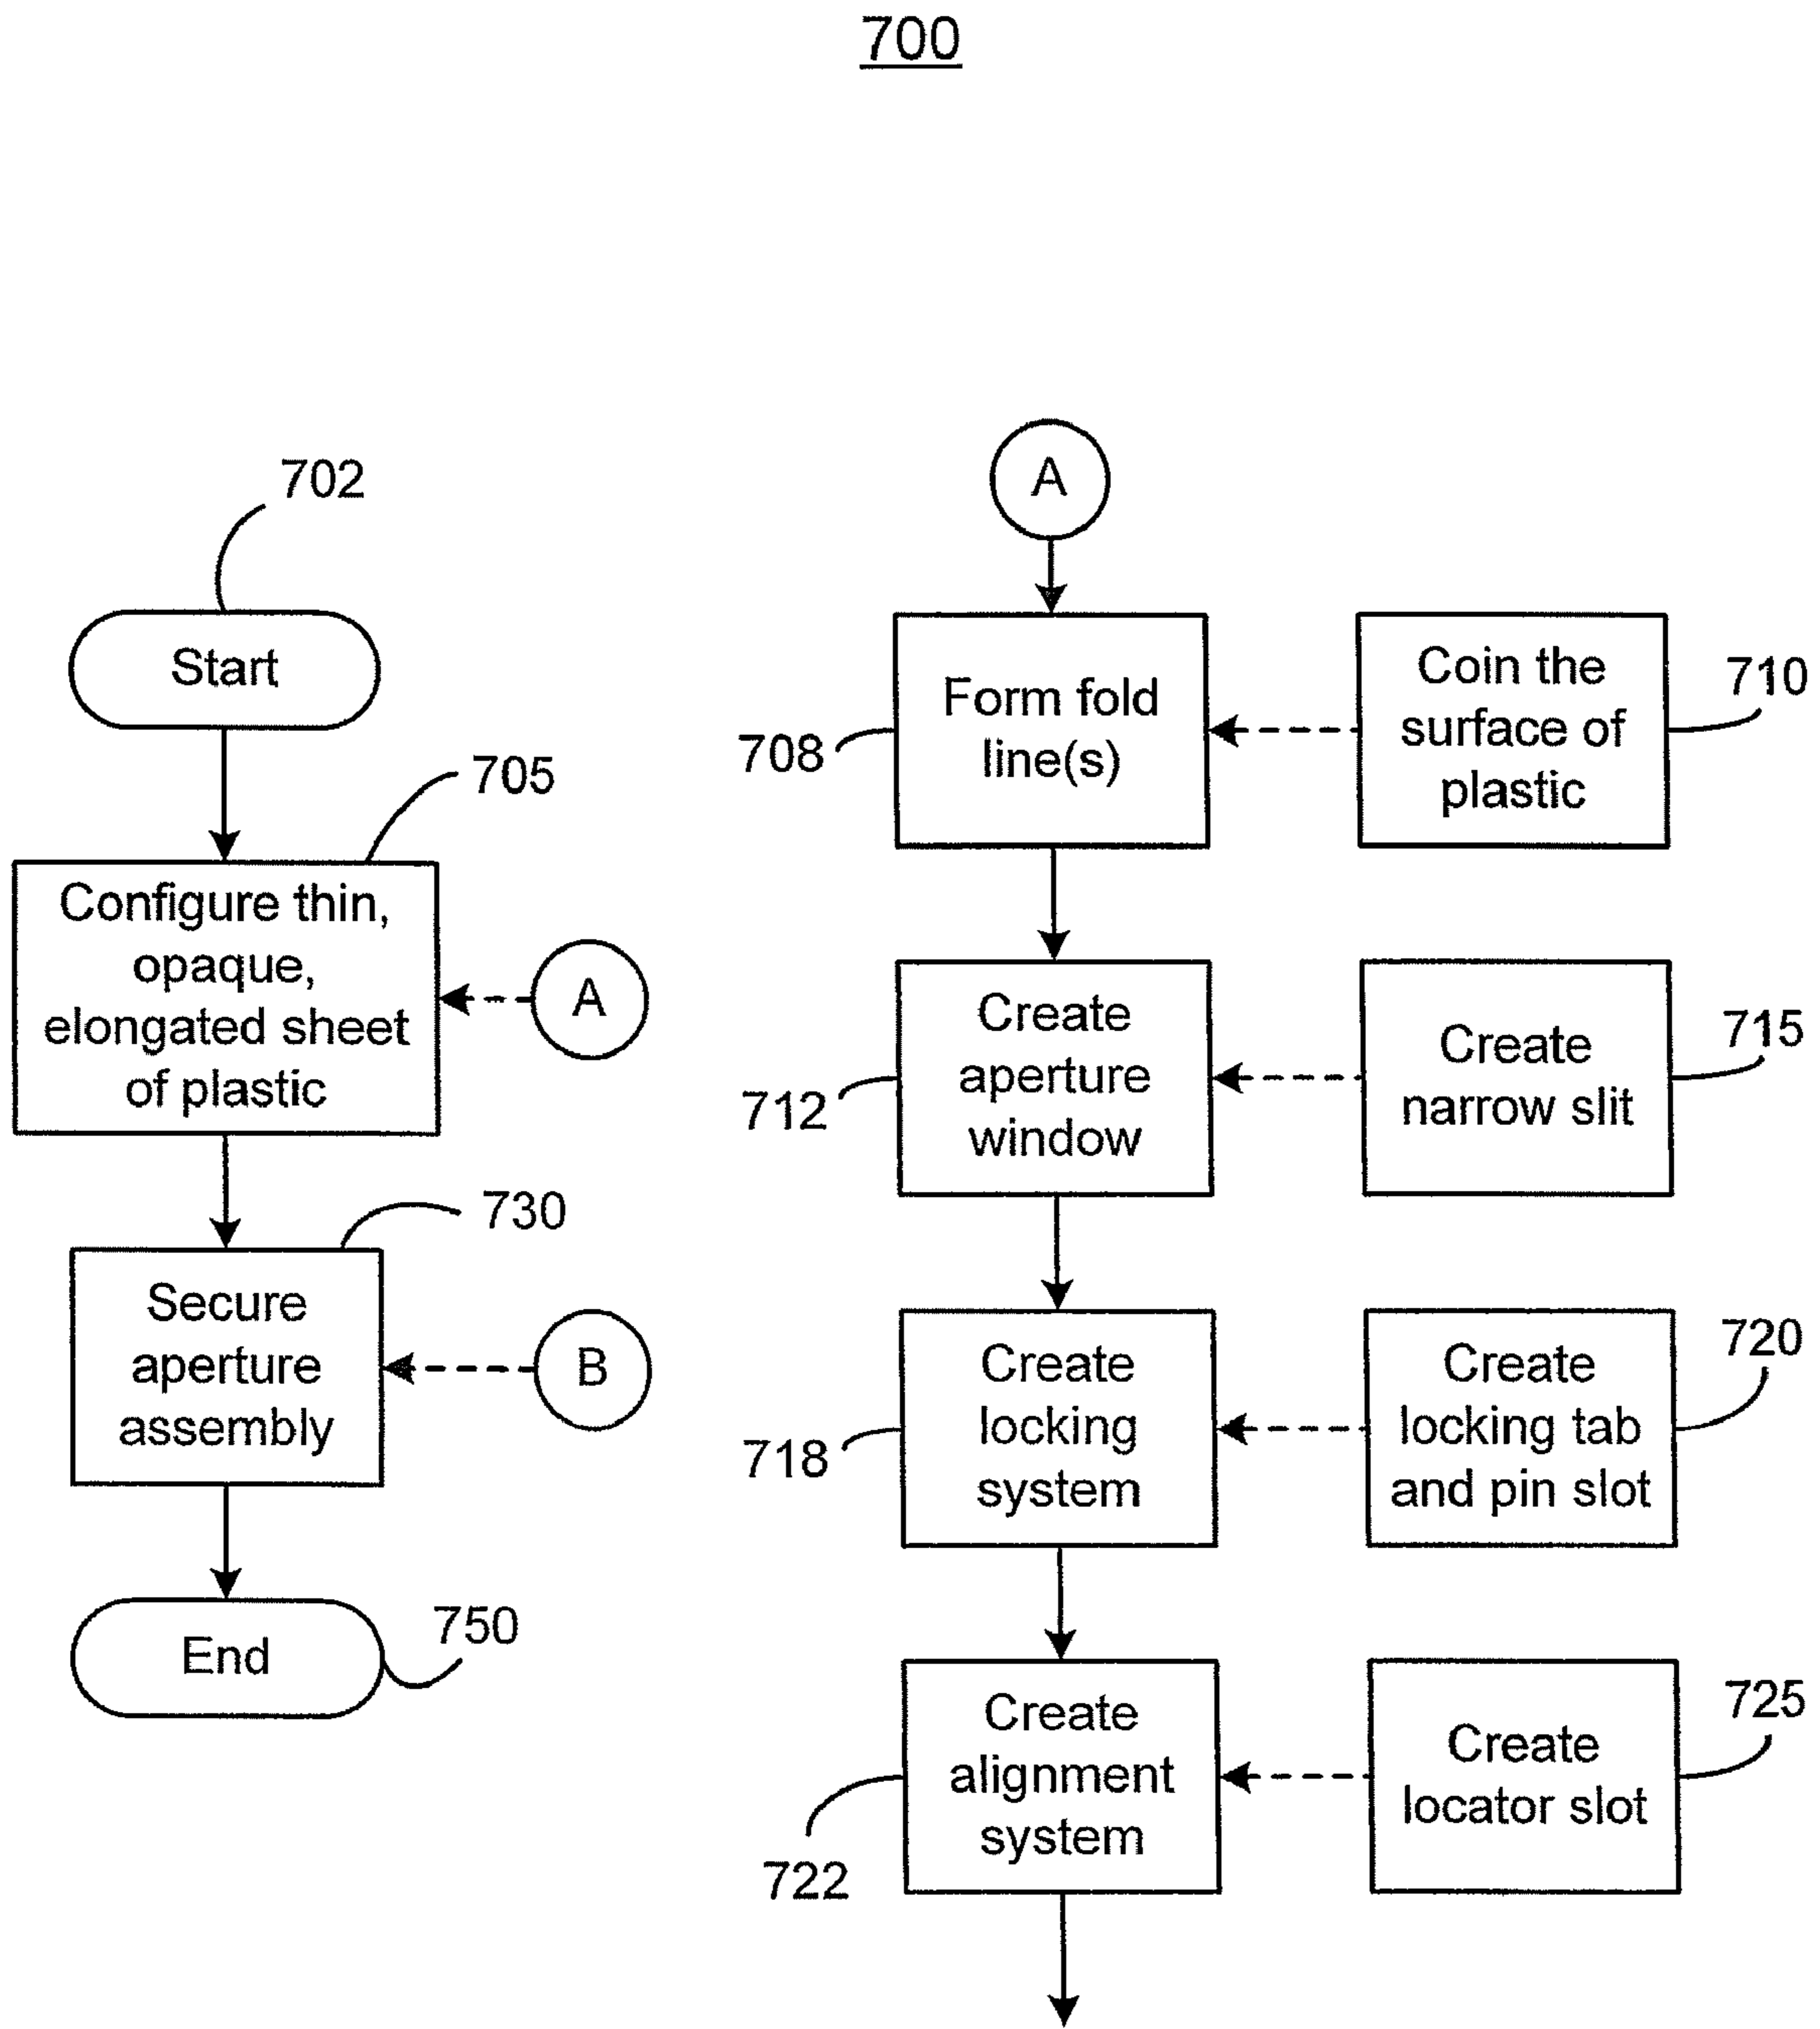 700
702
Start
705
Configure thin,
opaque,
elongated sheet
of plastic
A
730
Secure
aperture
assembly
B
750
End
A
708
Form fold
line(s)
Coin the
surface of
plastic
710
712
Create
aperture
window
Create
narrow slit
715
718
Create
locking
system
Create
locking tab
and pin slot
720
722
Create
alignment
system
Create
locator slot
725